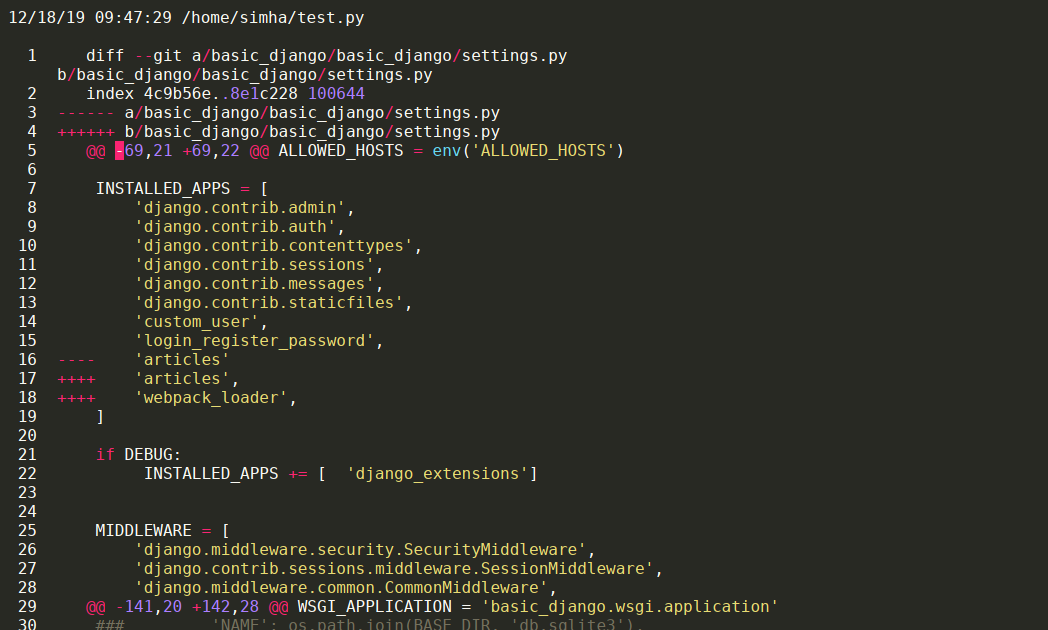 12/18/19 09:47:29 /home/simha/test.py
1 diff --git a/basic_django/basic_django/settings.py
b/basic_django/basic_django/settings.py
2 index 4c9b56e..8e1c228 100644
3 ------ a/basic_django/basic_django/settings.py
4 ++++++ b/basic_django/basic_django/settings.py
5 @@ -69,21 +69,22 @@ ALLOWED_HOSTS = env('ALLOWED_HOSTS')
6
7 INSTALLED_APPS = [
8 'django.contrib.admin',
9 'django.contrib.auth',
10 'django.contrib.contenttypes',
11 'django.contrib.sessions',
12 'django.contrib.messages',
13 'django.contrib.staticfiles',
14 'custom_user',
15 'login_register_password',
16 ---- 'articles'
17 ++++ 'articles',
18 ++++ 'webpack_loader',
19 ]
20
21 if DEBUG:
22 INSTALLED_APPS += [ 'django_extensions']
23
24
25 MIDDLEWARE = [
26 'django.middleware.security.SecurityMiddleware',
27 'django.contrib.sessions.middleware.SessionMiddleware',
28 'django.middleware.common.CommonMiddleware',
29 @@ -141,20 +142,28 @@ WSGI_APPLICATION = 'basic_django.wsgi.application'
30 ### 'NAME': os.path.join(BASE_DIR, 'db.sqlite3'),